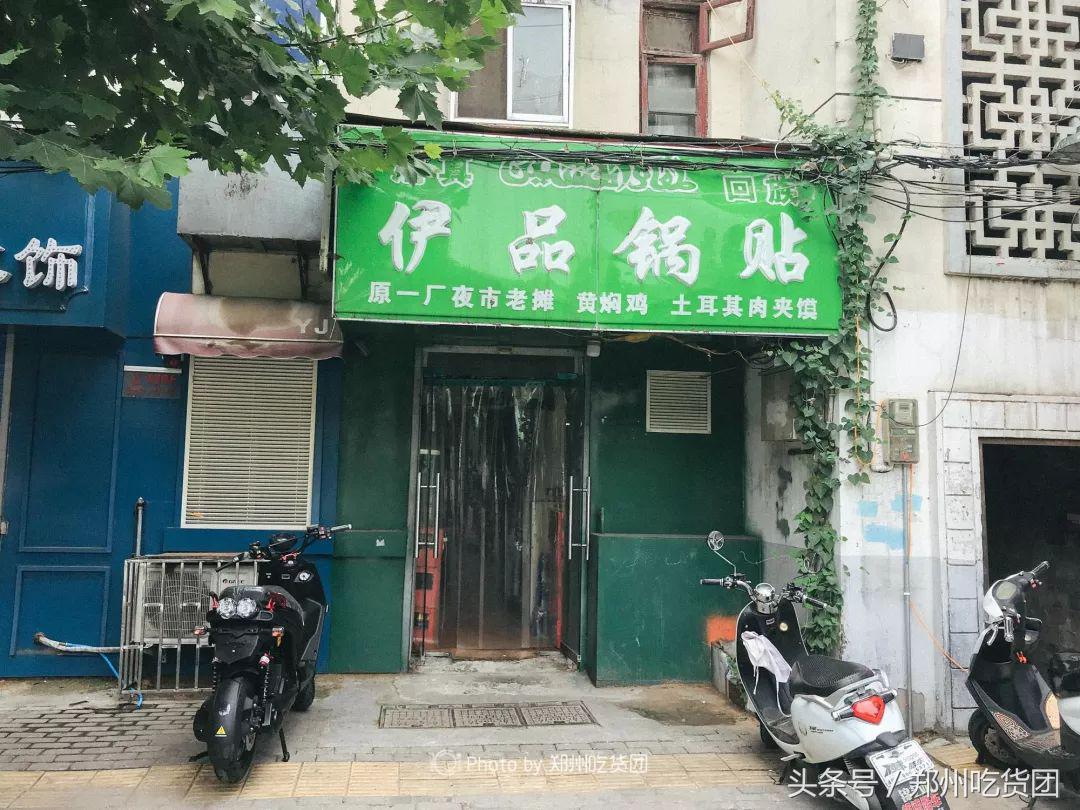 清真 回族
伊品锅贴
原一厂夜市老摊 黄焖鸡 土耳其肉夹馍
饰
YJ
Photo by 郑州吃货团
头条号 / 郑州吃货团